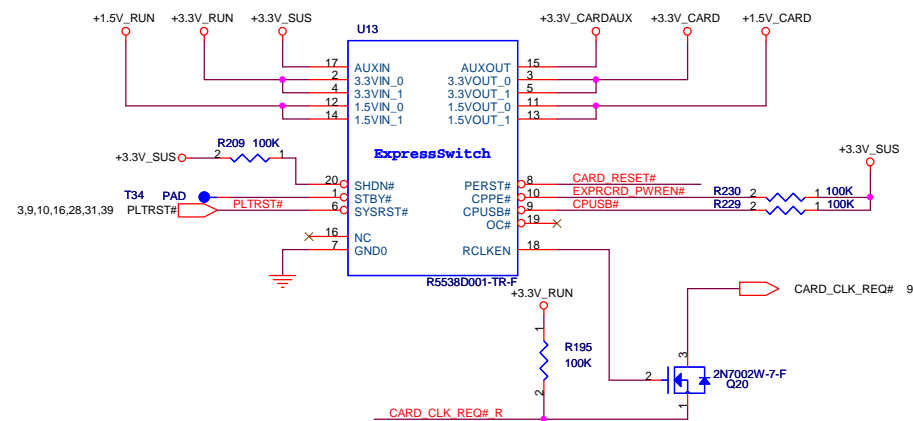 +1.5V_RUN +3.3V_RUN +3.3V_SUS +3.3V_CARDAUX +3.3V_CARD +1.5V_CARD
U13
17 AUXIN AUXOUT 15
2 3.3VIN_0 3.3VOUT_0 3
4 3.3VIN_1 3.3VOUT_1 5
12 1.5VIN_0 1.5VOUT_0 11
14 1.5VIN_1 1.5VOUT_1 13
R209 100K
+3.3V_SUS 2 1
ExpressSwitch
+3.3V_SUS
20 SHDN# PERST# 8 CARD_RESET#
T34 PAD 1 STBY# CPPE# 10 EXPRCRD_PWREN# R230 2 1 100K
3,9,10,16,28,31,39 PLTRST# PLTRST# 6 SYSRST# CPUSB# 9 CPUSB# R229 2 1 100K
OC# 19
16 NC
7 GND0 RCLKEN 18
R5538D001-TR-F
+3.3V_RUN
CARD_CLK_REQ# 9
1
R195
100K
2
3
2
2N7002W-7-F
Q20
1
CARD_CLK_REQ#_R